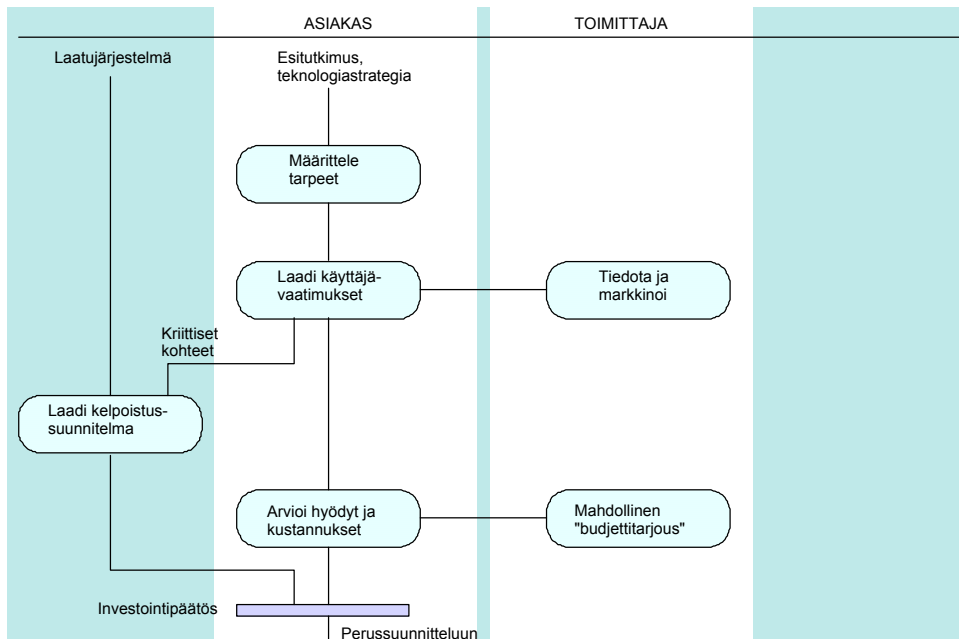 ASIAKAS
TOIMITTAJA
Laatujärjestelmä
Esitutkimus,
teknologiastrategia
Määrittele
tarpeet
Laadi käyttäjä-
vaatimukset
Tiedota ja
markkinoi
Kriittiset
kohteet
Laadi kelpoistus-
suunnitelma
Arvioi hyödyt ja
kustannukset
Mahdollinen
"budjettitarjous"
Investointipäätös
Perussuunnitteluun